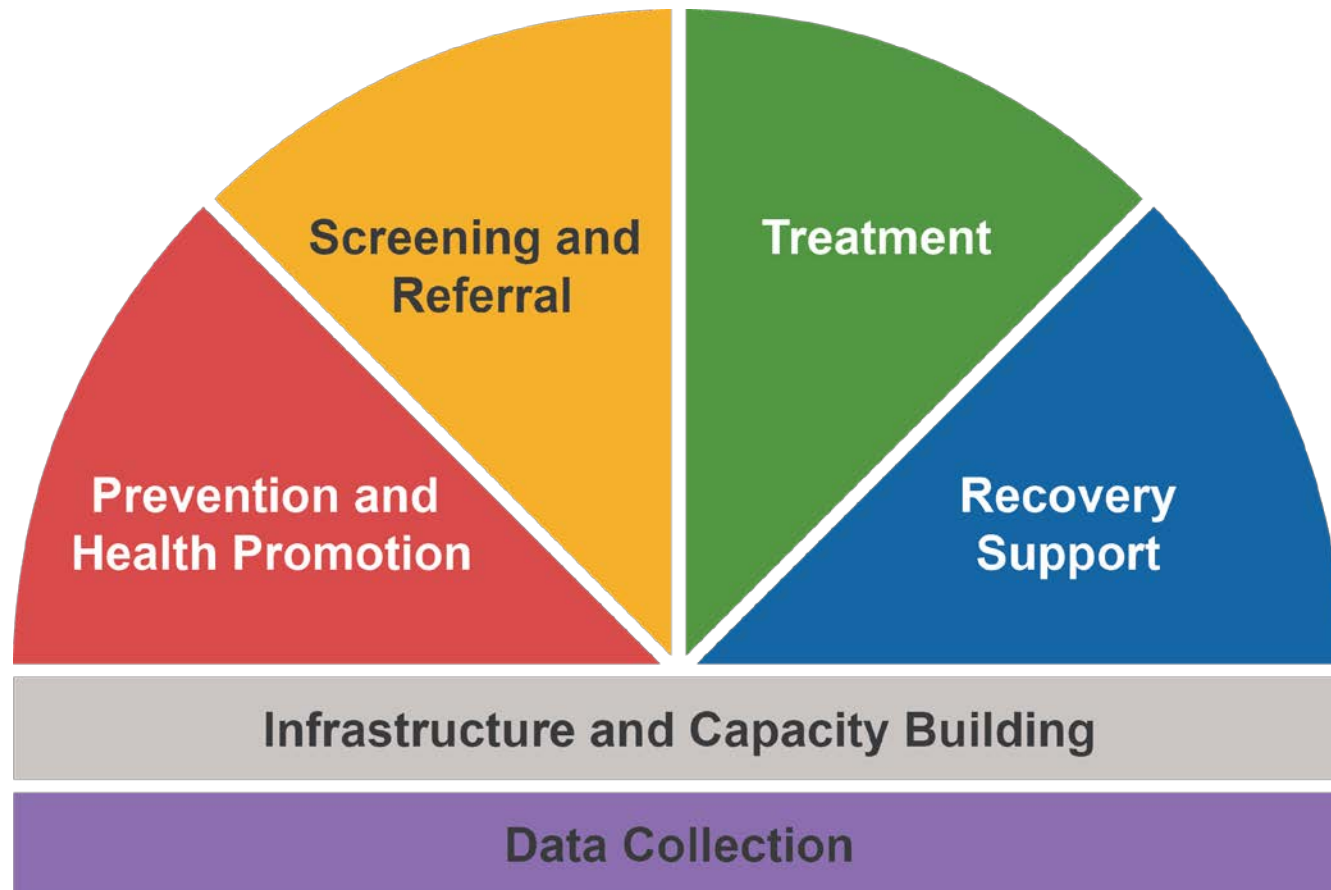 Screening and
Referral
Treatment
Prevention and
Health Promotion
Recovery
Support
Infrastructure and Capacity Building
Data Collection